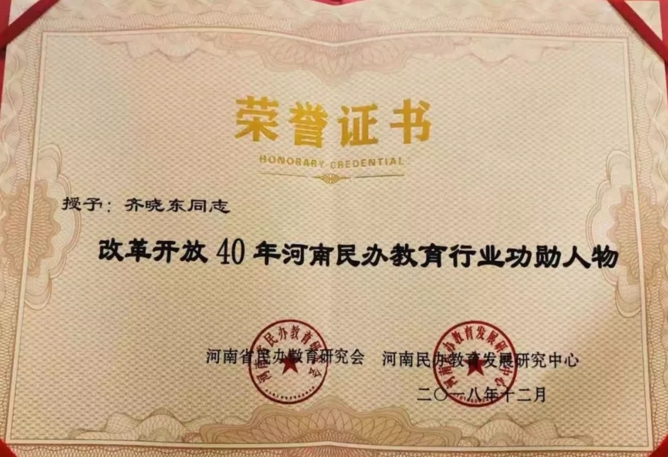 荣誉证书
HONORARY CREDENTIAL
授予：齐晓东同志
改革开放40年河南民办教育行业功勋人物
河南省民办教育研究会 河南民办教育发展研究中心
二〇一八年十二月